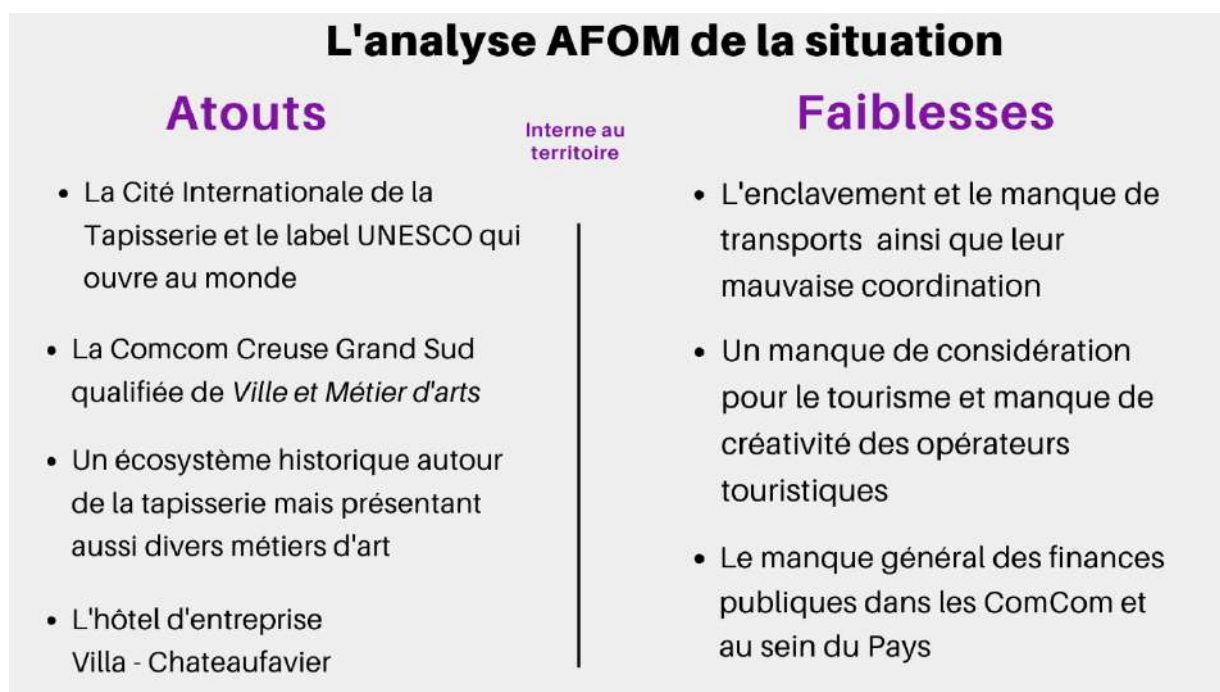 L'analyse AFOM de la situation
Atouts
Interne au
territoire
Faiblesses
• La Cité Internationale de la
Tapisserie et le label UNESCO qui
ouvre au monde
• La Comcom Creuse Grand Sud
qualifiée de Ville et Métier d'arts
• Un écosystème historique autour
de la tapisserie mais présentant
aussi divers métiers d'art
• L'hôtel d'entreprise
Villa - Chateaufavier
• L'enclavement et le manque de
transports ainsi que leur
mauvaise coordination
• Un manque de considération
pour le tourisme et manque de
créativité des opérateurs
touristiques
• Le manque général des finances
publiques dans les ComCom et
au sein du Pays